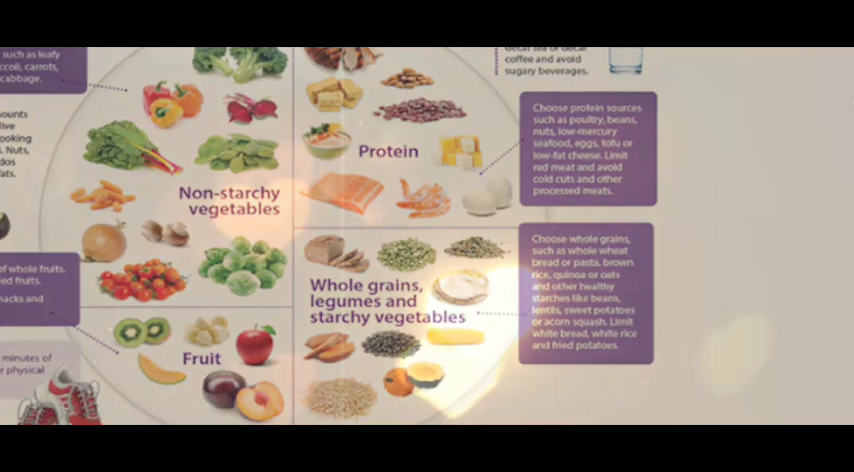 such as leafy
ccoli, carrots,
cabbage.
ounts
live
ooking
. Nuts,
dos
ats.
Non-starchy
vegetables
of whole fruits.
ied fruits.
nacks and
Fruit
minutes of
r physical
Protein
decaf tea or decaf
coffee and avoid
sugary beverages.
Choose protein sources
such as poultry, beans,
nuts, low-mercury
seafood, eggs, tofu or
low-fat cheese. Limit
red meat and avoid
cold cuts and other
processed meats.
Whole grains,
legumes and
starchy vegetables
Choose whole grains,
such as whole wheat
bread or pasta, brown
rice, quinoa or oats
and other healthy
starches like beans,
lentils, sweet potatoes
or acorn squash. Limit
white bread, white rice
and fried potatoes.